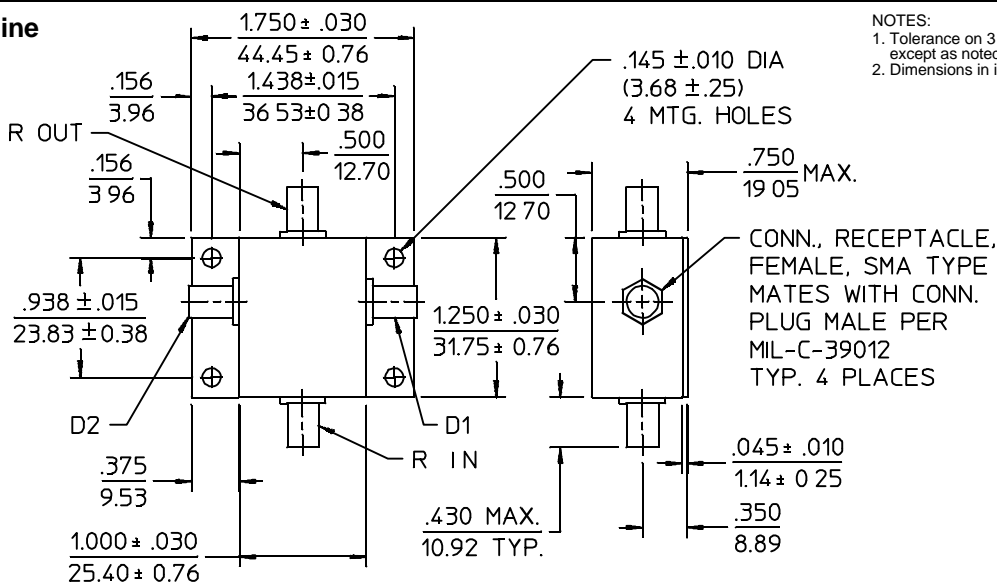 ine
NOTES:
1. Tolerance on 3
except as noted
2. Dimensions in i
1.750 ± .030
44.45 ± 0.76
.156
3.96
1.438±.015
36 53±0 38
.145 ±.010 DIA
(3.68 ±.25)
4 MTG. HOLES
R OUT
.500
12.70
.156
3 96
.500
12 70
.750
19 05
MAX.
CONN., RECEPTACLE,
FEMALE, SMA TYPE
MATES WITH CONN.
PLUG MALE PER
MIL-C-39012
TYP. 4 PLACES
.938 ±.015
23.83 ±0.38
1.250 ± .030
31.75 ± 0.76
D2
D1
R IN
.375
9.53
.045 ± .010
1.14 ± 0 25
.430 MAX.
10.92 TYP.
.350
8.89
1.000 ± .030
25.40 ± 0.76